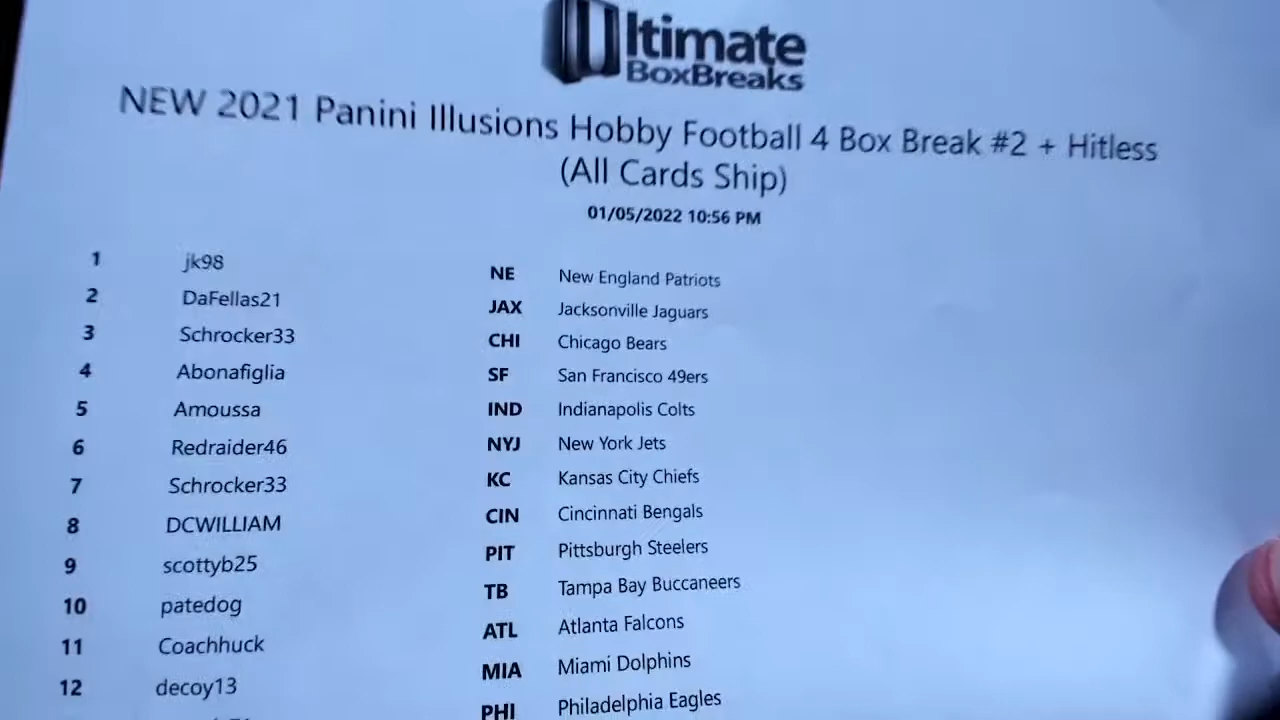 Ultimate
BoxBreaks
NEW 2021 Panini Illusions Hobby Football 4 Box Break #2 + Hitless
(All Cards Ship)
01/05/2022 10:56 PM
1 jk98 NE New England Patriots
2 DaFellas21 JAX Jacksonville Jaguars
3 Schrocker33 CHI Chicago Bears
4 Abonafiglia SF San Francisco 49ers
5 Amoussa IND Indianapolis Colts
6 Redraider46 NYJ New York Jets
7 Schrocker33 KC Kansas City Chiefs
8 DCWILLIAM CIN Cincinnati Bengals
9 scottyb25 PIT Pittsburgh Steelers
10 patedog TB Tampa Bay Buccaneers
11 Coachhuck ATL Atlanta Falcons
12 decoy13 MIA Miami Dolphins
PHI Philadelphia Eagles